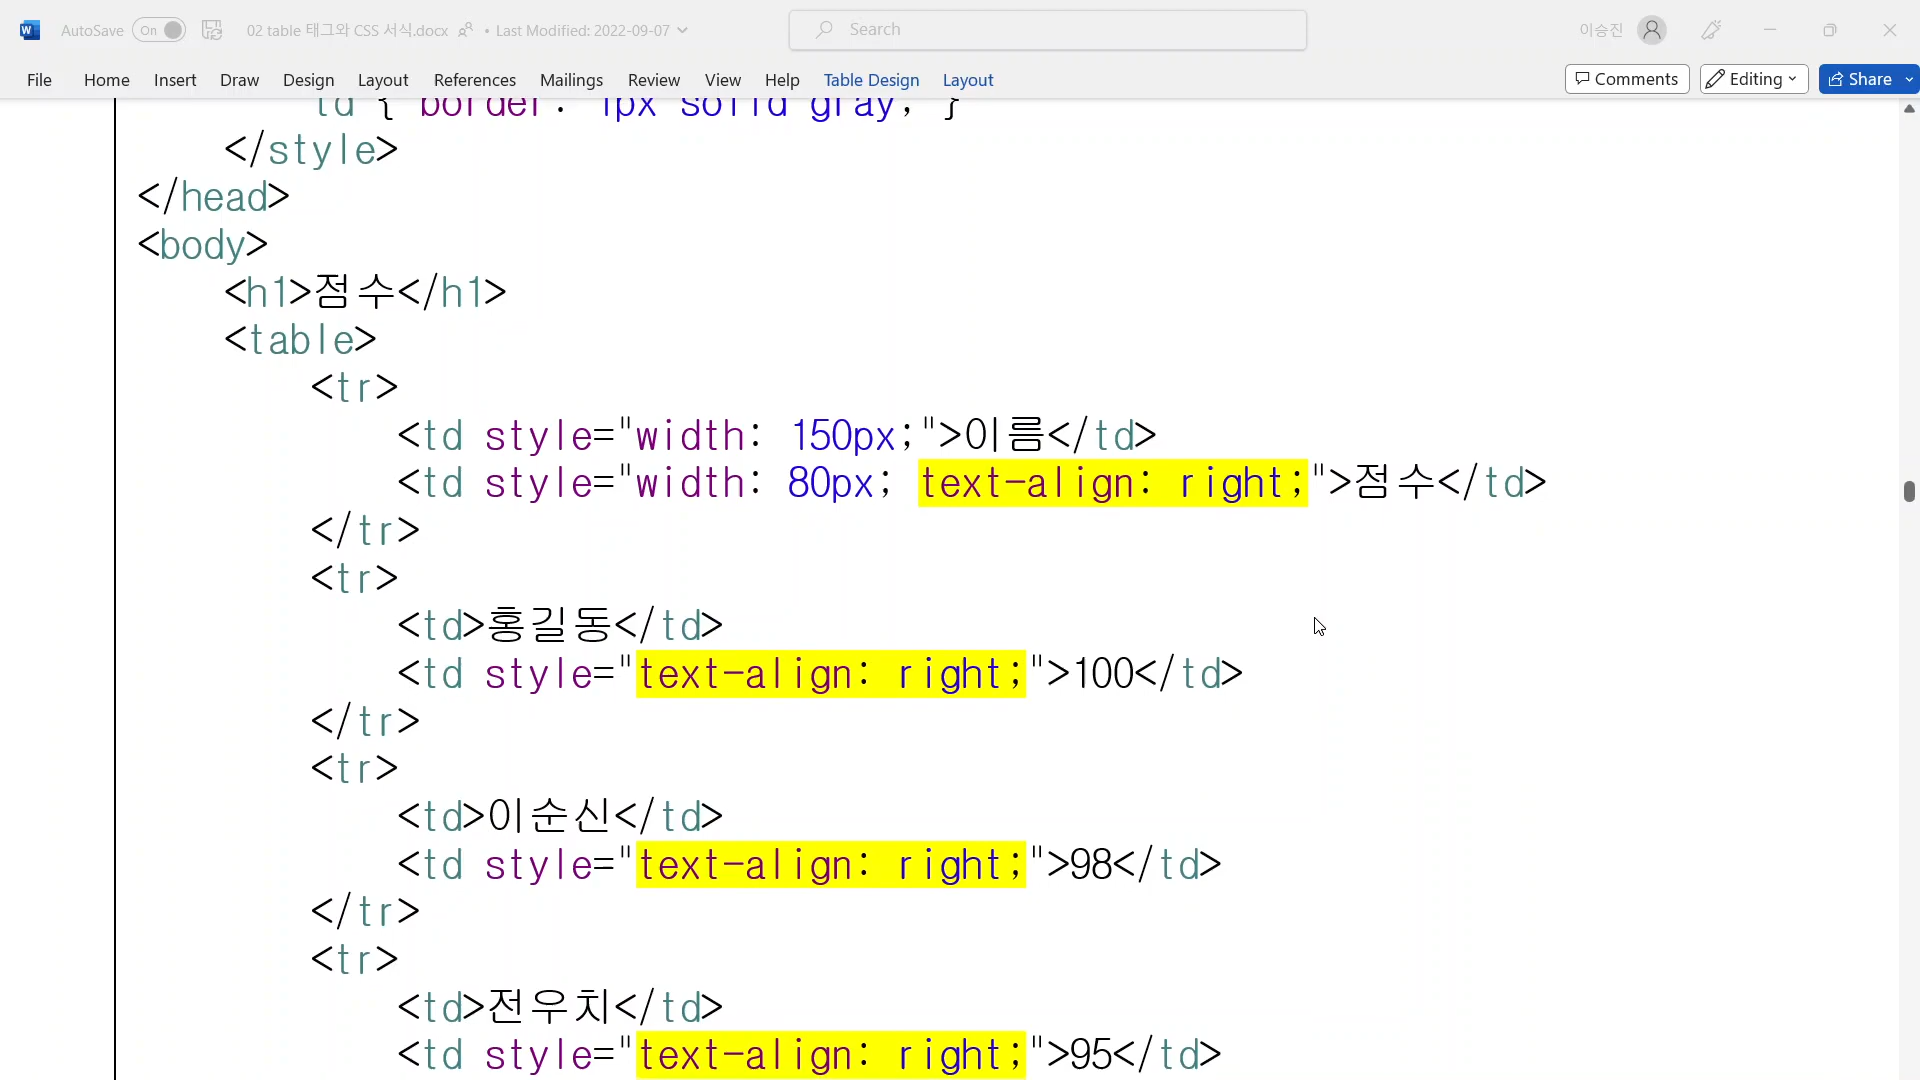 AutoSave On 02 table 태그와 CSS 서식.docx • Last Modified: 2022-09-07 Search 이승진
File Home Insert Draw Design Layout References Mailings Review View Help Table Design Layout Comments Editing Share
td { border: 1px solid gray; }
</style>
</head>
<body>
<h1>점수</h1>
<table>
<tr>
<td style="width: 150px;">이름</td>
<td style="width: 80px; text-align: right;">점수</td>
</tr>
<tr>
<td>홍길동</td>
<td style="text-align: right;">100</td>
</tr>
<tr>
<td>이순신</td>
<td style="text-align: right;">98</td>
</tr>
<tr>
<td>전우치</td>
<td style="text-align: right;">95</td>